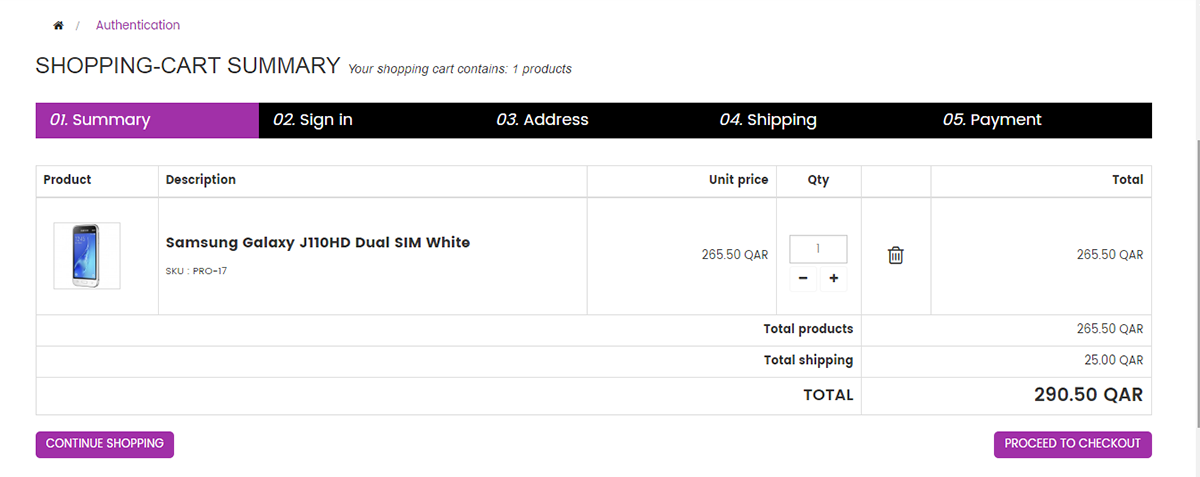 / Authentication
SHOPPING-CART SUMMARY Your shopping cart contains: 1 products
01. Summary 02. Sign in 03. Address 04. Shipping 05. Payment
Product Description Unit price Qty Total
Samsung Galaxy J110HD Dual SIM White
SKU : PRO-17
265.50 QAR 1 265.50 QAR
- +
Total products 265.50 QAR
Total shipping 25.00 QAR
TOTAL 290.50 QAR
CONTINUE SHOPPING PROCEED TO CHECKOUT